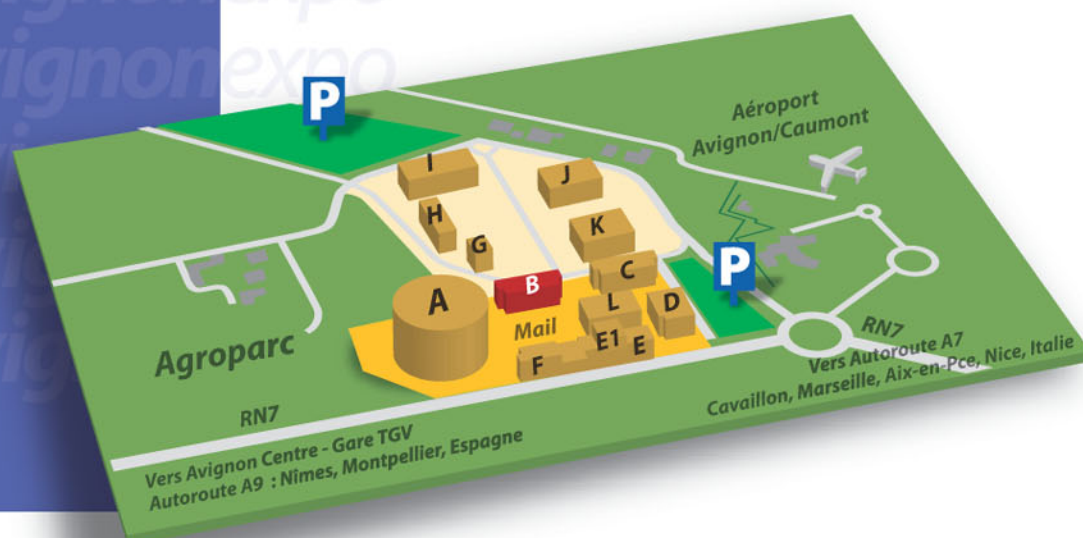 avignonexpo
avignonexpo
P
Aéroport
Avignon/Caumont
I
J
H
K
G
C
P
B
A
L
D
Mail
E1
E
F
Agroparc
RN7
Vers Autoroute A7
Cavaillon, Marseille, Aix-en-Pce, Nice, Italie
RN7
Vers Avignon Centre - Gare TGV
Autoroute A9 : Nîmes, Montpellier, Espagne